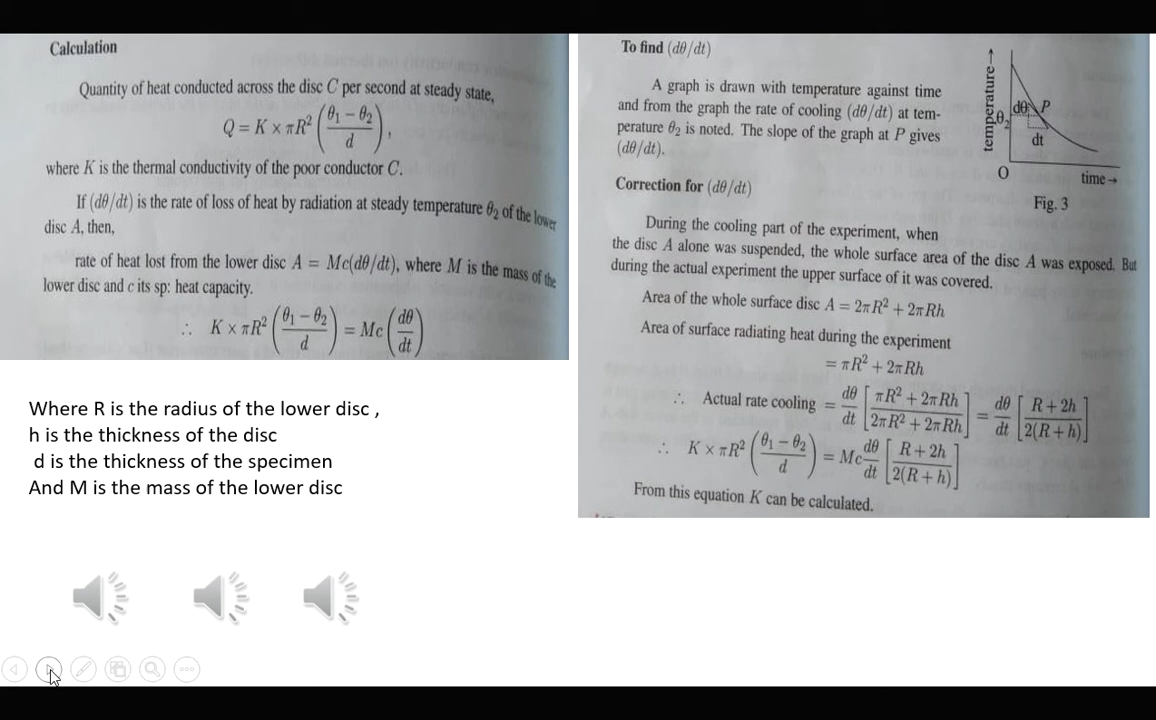 Calculation
Quantity of heat conducted across the disc C per second at steady state,
Q = K × πR² ((θ₁ − θ₂)/d),
where K is the thermal conductivity of the poor conductor C.
If (dθ/dt) is the rate of loss of heat by radiation at steady temperature θ₂ of the lower
disc A, then,
rate of heat lost from the lower disc A = Mc(dθ/dt), where M is the mass of the
lower disc and c its sp: heat capacity.
∴ K × πR² ((θ₁ − θ₂)/d) = Mc (dθ/dt)
Where R is the radius of the lower disc ,
h is the thickness of the disc
d is the thickness of the specimen
And M is the mass of the lower disc
To find (dθ/dt)
A graph is drawn with temperature against time
and from the graph the rate of cooling (dθ/dt) at tem-
perature θ₂ is noted. The slope of the graph at P gives
(dθ/dt).
temperature→
θ₂
dθ
P
dt
O
time→
Fig. 3
Correction for (dθ/dt)
During the cooling part of the experiment, when
the disc A alone was suspended, the whole surface area of the disc A was exposed. But
during the actual experiment the upper surface of it was covered.
Area of the whole surface disc A = 2πR² + 2πRh
Area of surface radiating heat during the experiment
= πR² + 2πRh
∴ Actual rate cooling = dθ/dt [(πR² + 2πRh)/(2πR² + 2πRh)] = dθ/dt [(R + 2h)/(2(R + h))]
∴ K × πR² ((θ₁ − θ₂)/d) = Mc dθ/dt [(R + 2h)/(2(R + h))]
From this equation K can be calculated.